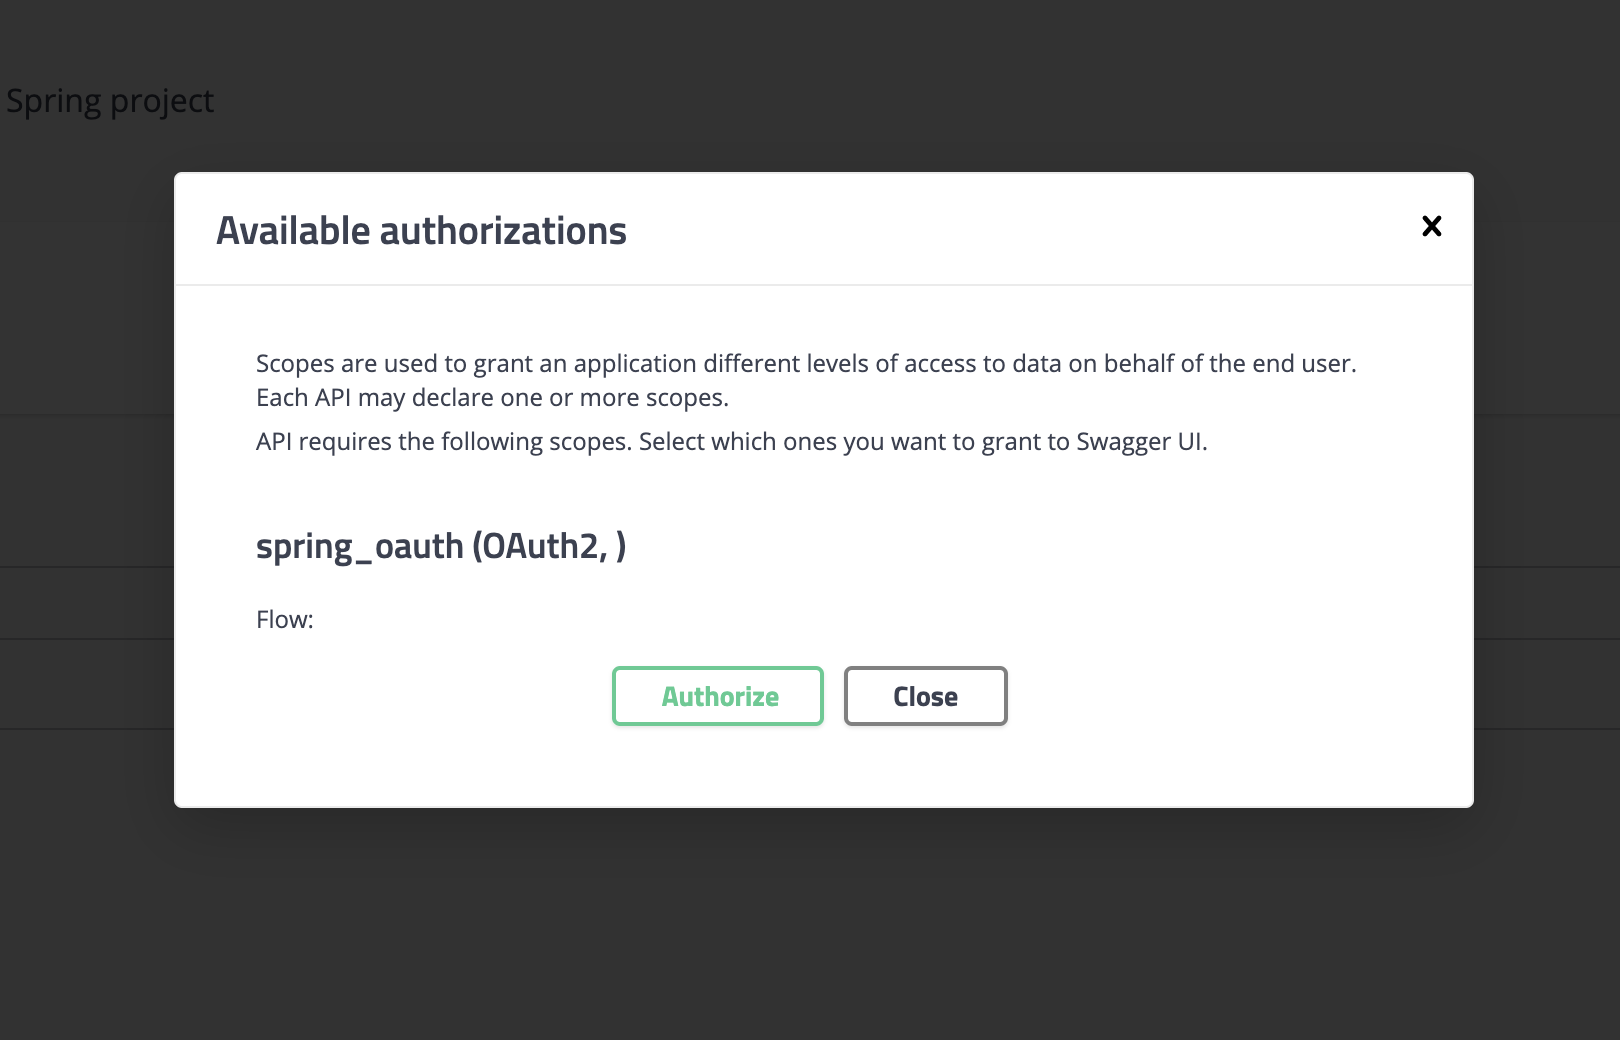 Spring project
Available authorizations
Scopes are used to grant an application different levels of access to data on behalf of the end user.
Each API may declare one or more scopes.
API requires the following scopes. Select which ones you want to grant to Swagger UI.
spring_oauth (OAuth2, )
Flow:
Authorize
Close